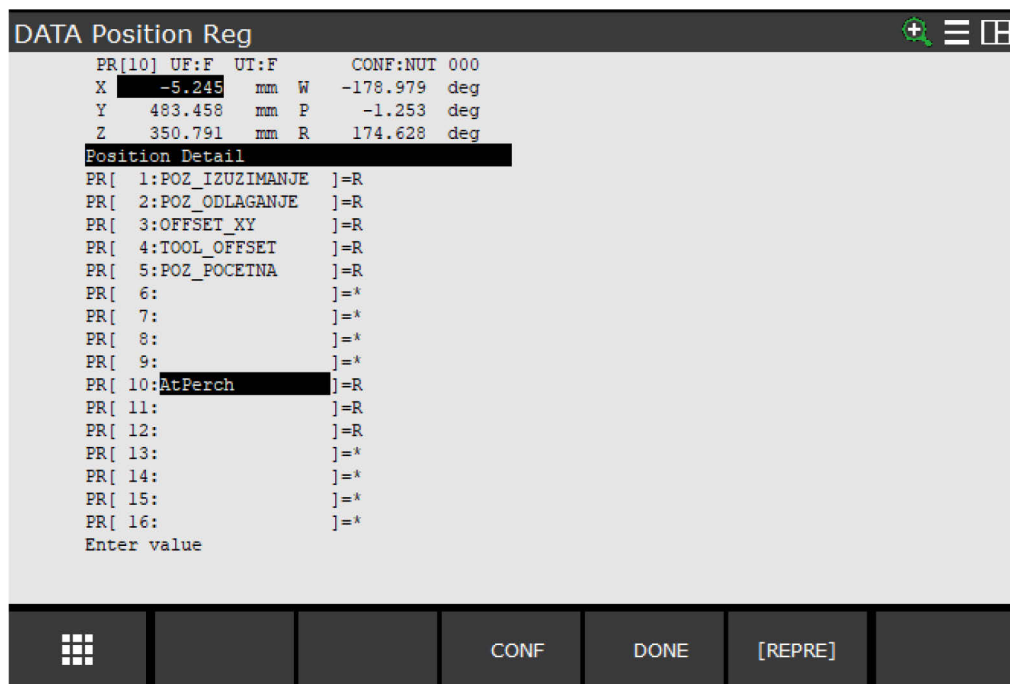 DATA Position Reg
PR[10] UF:F UT:F CONF:NUT 000
X -5.245 mm W -178.979 deg
Y 483.458 mm P -1.253 deg
Z 350.791 mm R 174.628 deg
Position Detail
PR[ 1:POZ_IZUZIMANJE ]=R
PR[ 2:POZ_ODLAGANJE ]=R
PR[ 3:OFFSET_XY ]=R
PR[ 4:TOOL_OFFSET ]=R
PR[ 5:POZ_POCETNA ]=R
PR[ 6: ]=*
PR[ 7: ]=*
PR[ 8: ]=*
PR[ 9: ]=*
PR[ 10:AtPerch ]=R
PR[ 11: ]=R
PR[ 12: ]=R
PR[ 13: ]=*
PR[ 14: ]=*
PR[ 15: ]=*
PR[ 16: ]=*
Enter value
CONF DONE [REPRE]